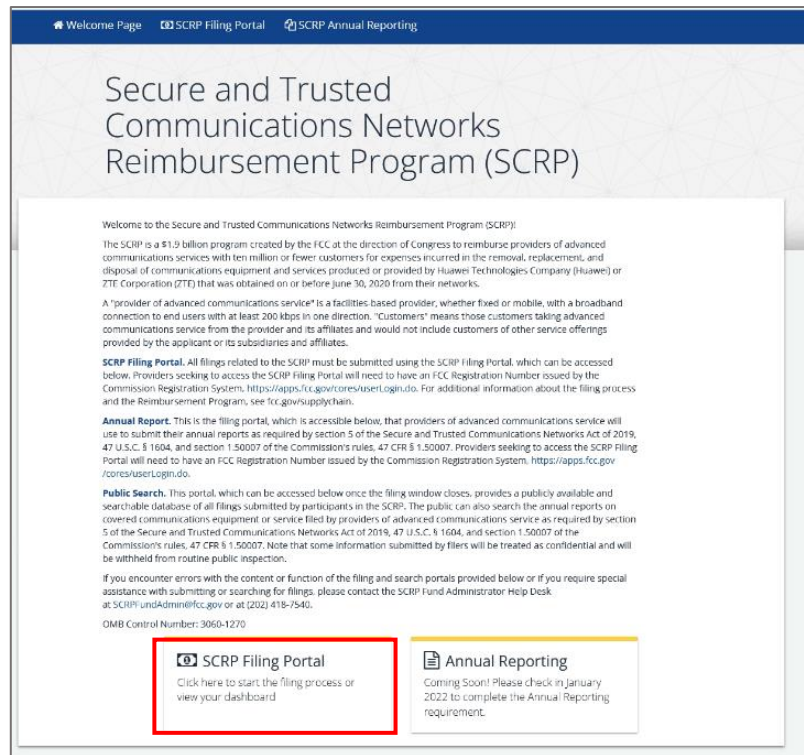 Welcome Page SCRP Filing Portal SCRP Annual Reporting
Secure and Trusted
Communications Networks
Reimbursement Program (SCRP)
Welcome to the Secure and Trusted Communications Networks Reimbursement Program (SCRP)!
The SCRP is a $1.9 billion program created by the FCC at the direction of Congress to reimburse providers of advanced
communications services with ten million or fewer customers for expenses incurred in the removal, replacement, and
disposal of communications equipment and services produced or provided by Huawei Technologies Company (Huawei) or
ZTE Corporation (ZTE) that was obtained on or before June 30, 2020 from their networks.
A "provider of advanced communications service" is a facilities-based provider, whether fixed or mobile, with a broadband
connection to end users with at least 200 kbps in one direction. "Customers" means those customers taking advanced
communications service from the provider and its affiliates and would not include customers of other service offerings
provided by the applicant or its subsidiaries and affiliates.
SCRP Filing Portal. All filings related to the SCRP must be submitted using the SCRP Filing Portal, which can be accessed
below. Providers seeking to access the SCRP Filing Portal will need to have an FCC Registration Number issued by the
Commission Registration System, https://apps.fcc.gov/cores/userLogin.do. For additional information about the filing process
and the Reimbursement Program, see fcc.gov/supplychain.
Annual Report. This is the filing portal, which is accessible below, that providers of advanced communications service will
use to submit their annual reports as required by section 5 of the Secure and Trusted Communications Networks Act of 2019,
47 U.S.C. § 1604, and section 1.50007 of the Commission's rules, 47 CFR § 1.50007. Providers seeking to access the SCRP Filing
Portal will need to have an FCC Registration Number issued by the Commission Registration System, https://apps.fcc.gov
/cores/userLogin.do.
Public Search. This portal, which can be accessed below once the filing window closes, provides a publicly available and
searchable database of all filings submitted by participants in the SCRP. The public can also search the annual reports on
covered communications equipment or service filed by providers of advanced communications service as required by section
5 of the Secure and Trusted Communications Networks Act of 2019, 47 U.S.C. § 1604, and section 1.50007 of the
Commission's rules, 47 CFR § 1.50007. Note that some information submitted by filers will be treated as confidential and will
be withheld from routine public inspection.
If you encounter errors with the content or function of the filing and search portals provided below or if you require special
assistance with submitting or searching for filings, please contact the SCRP Fund Administrator Help Desk
at SCRPFundAdmin@fcc.gov or at (202) 418-7540.
OMB Control Number: 3060-1270
SCRP Filing Portal
Click here to start the filing process or
view your dashboard
Annual Reporting
Coming Soon! Please check in January
2022 to complete the Annual Reporting
requirement.